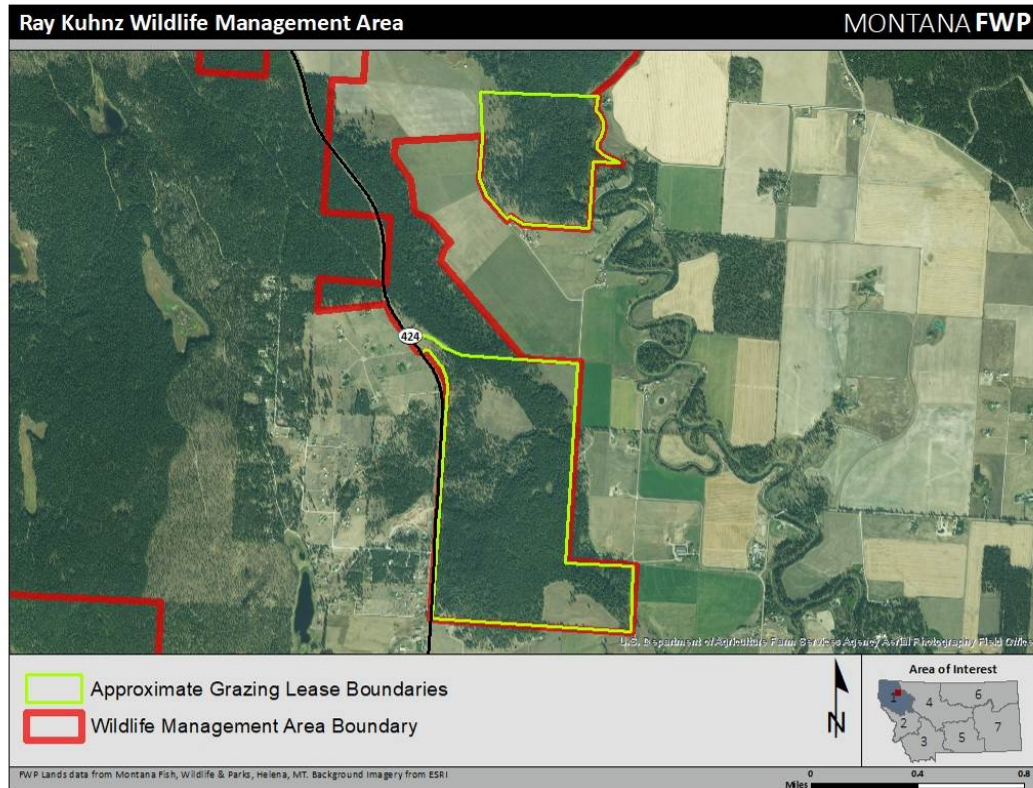 Ray Kuhnz Wildlife Management Area
MONTANA FWP
424
U.S. Department of Agriculture Farm Services Agency Aerial Photography Field Office
Approximate Grazing Lease Boundaries
Wildlife Management Area Boundary
N
Area of Interest
1
2
3
4
5
6
7
FWP Lands data from Montana Fish, Wildlife & Parks, Helena, MT. Background Imagery from ESRI
0 0.4 0.8
Miles